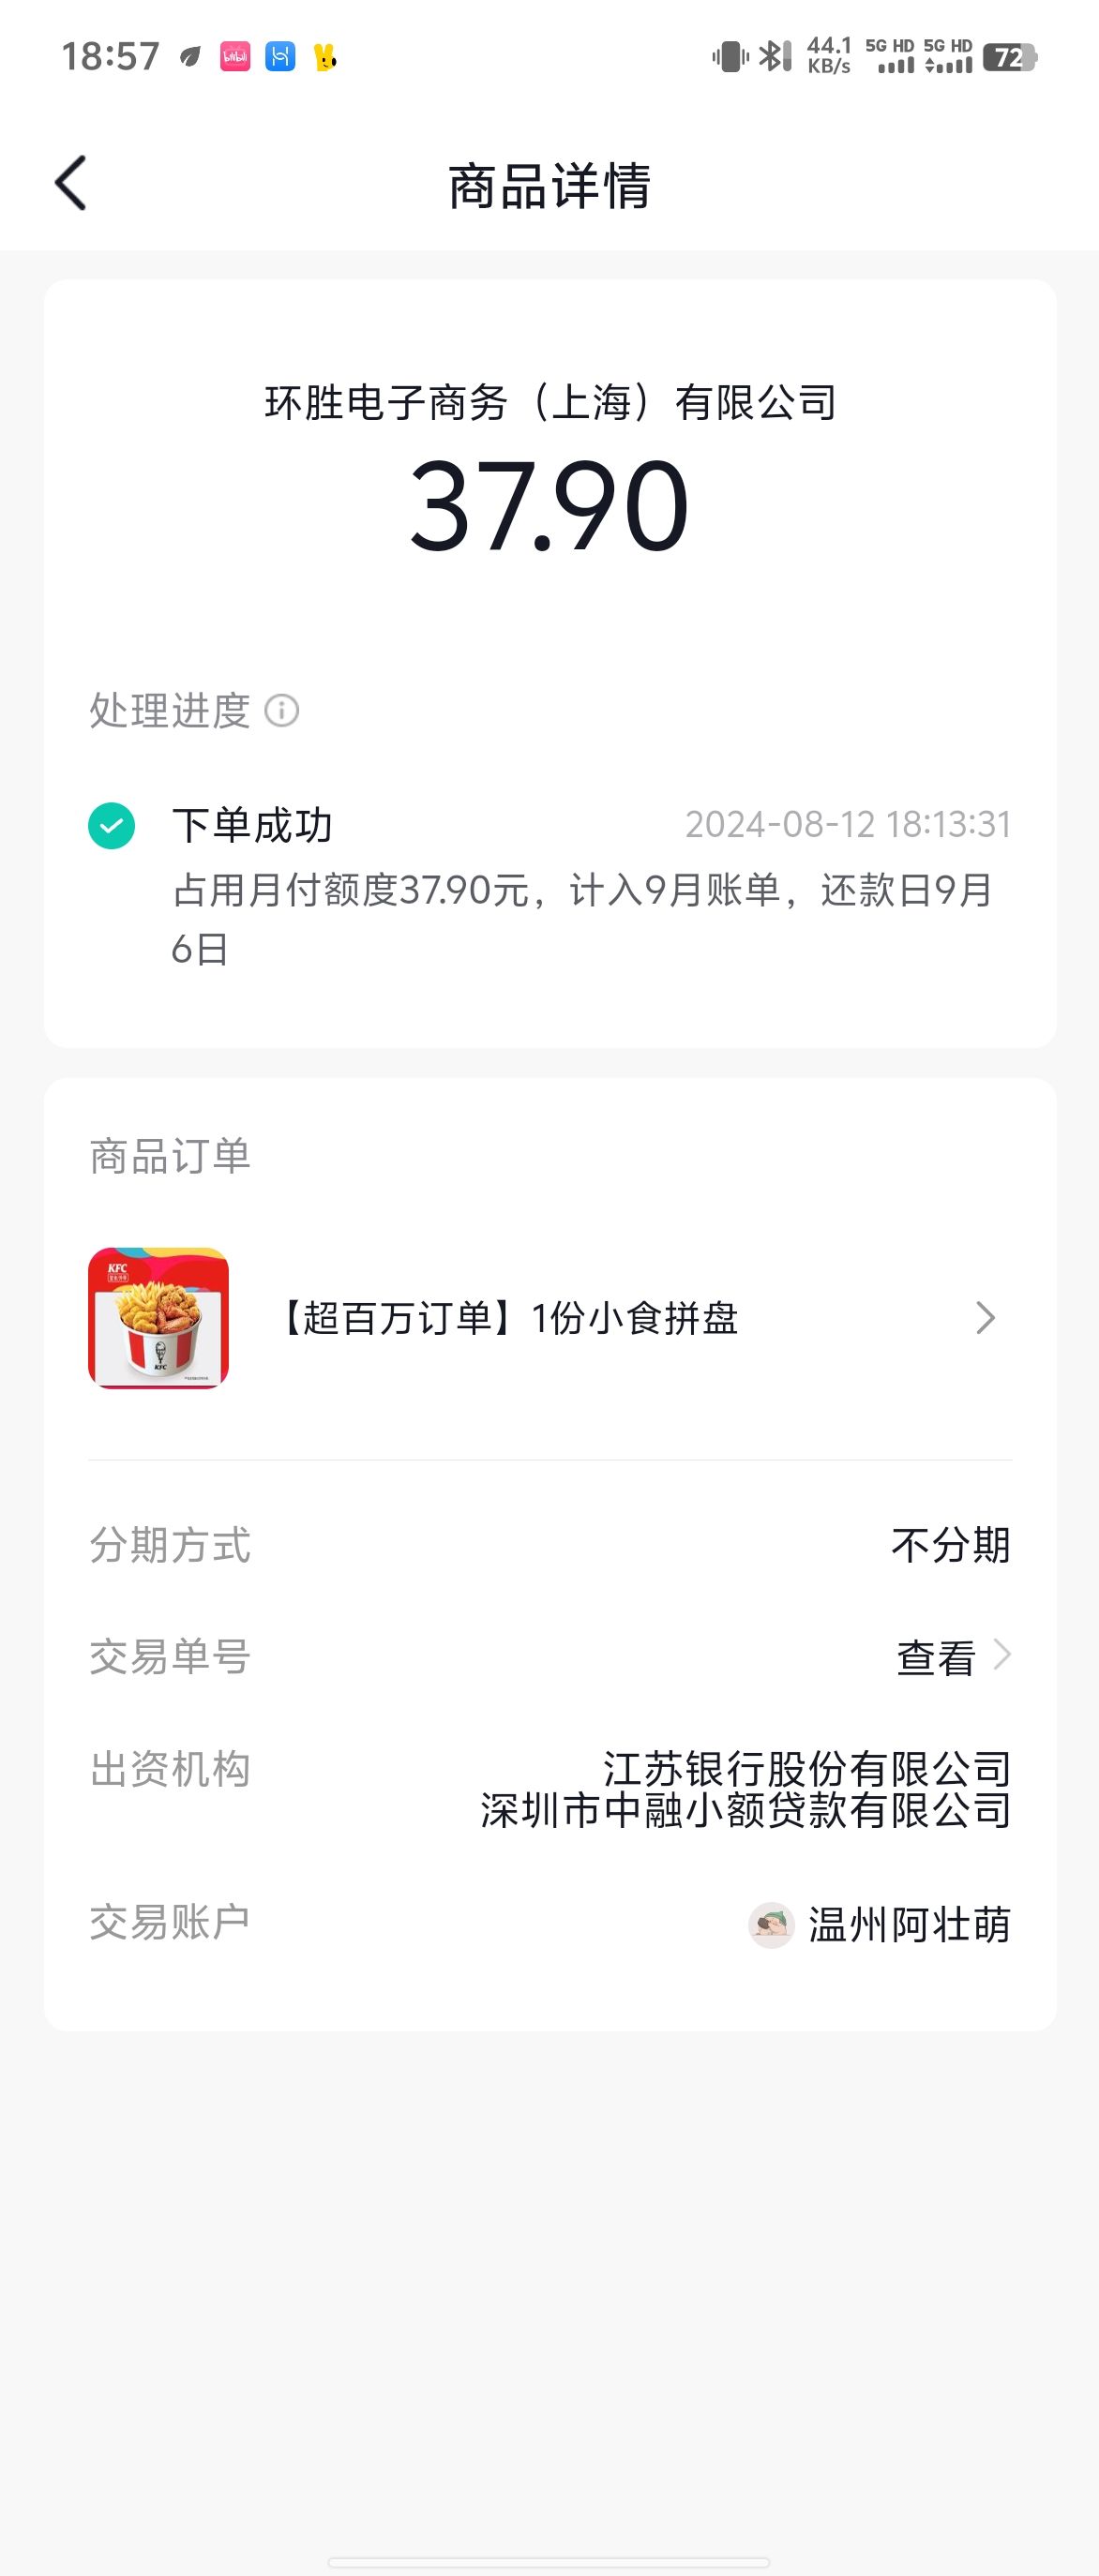 18:57
bilibili
44.1
KB/s
5G HD 5G HD
72
商品详情
环胜电子商务（上海）有限公司
37.90
处理进度
下单成功 2024-08-12 18:13:31
占用月付额度37.90元，计入9月账单，还款日9月
6日
商品订单
KFC
KFC
【超百万订单】1份小食拼盘
分期方式 不分期
交易单号 查看
出资机构 江苏银行股份有限公司
深圳市中融小额贷款有限公司
交易账户 温州阿壮萌